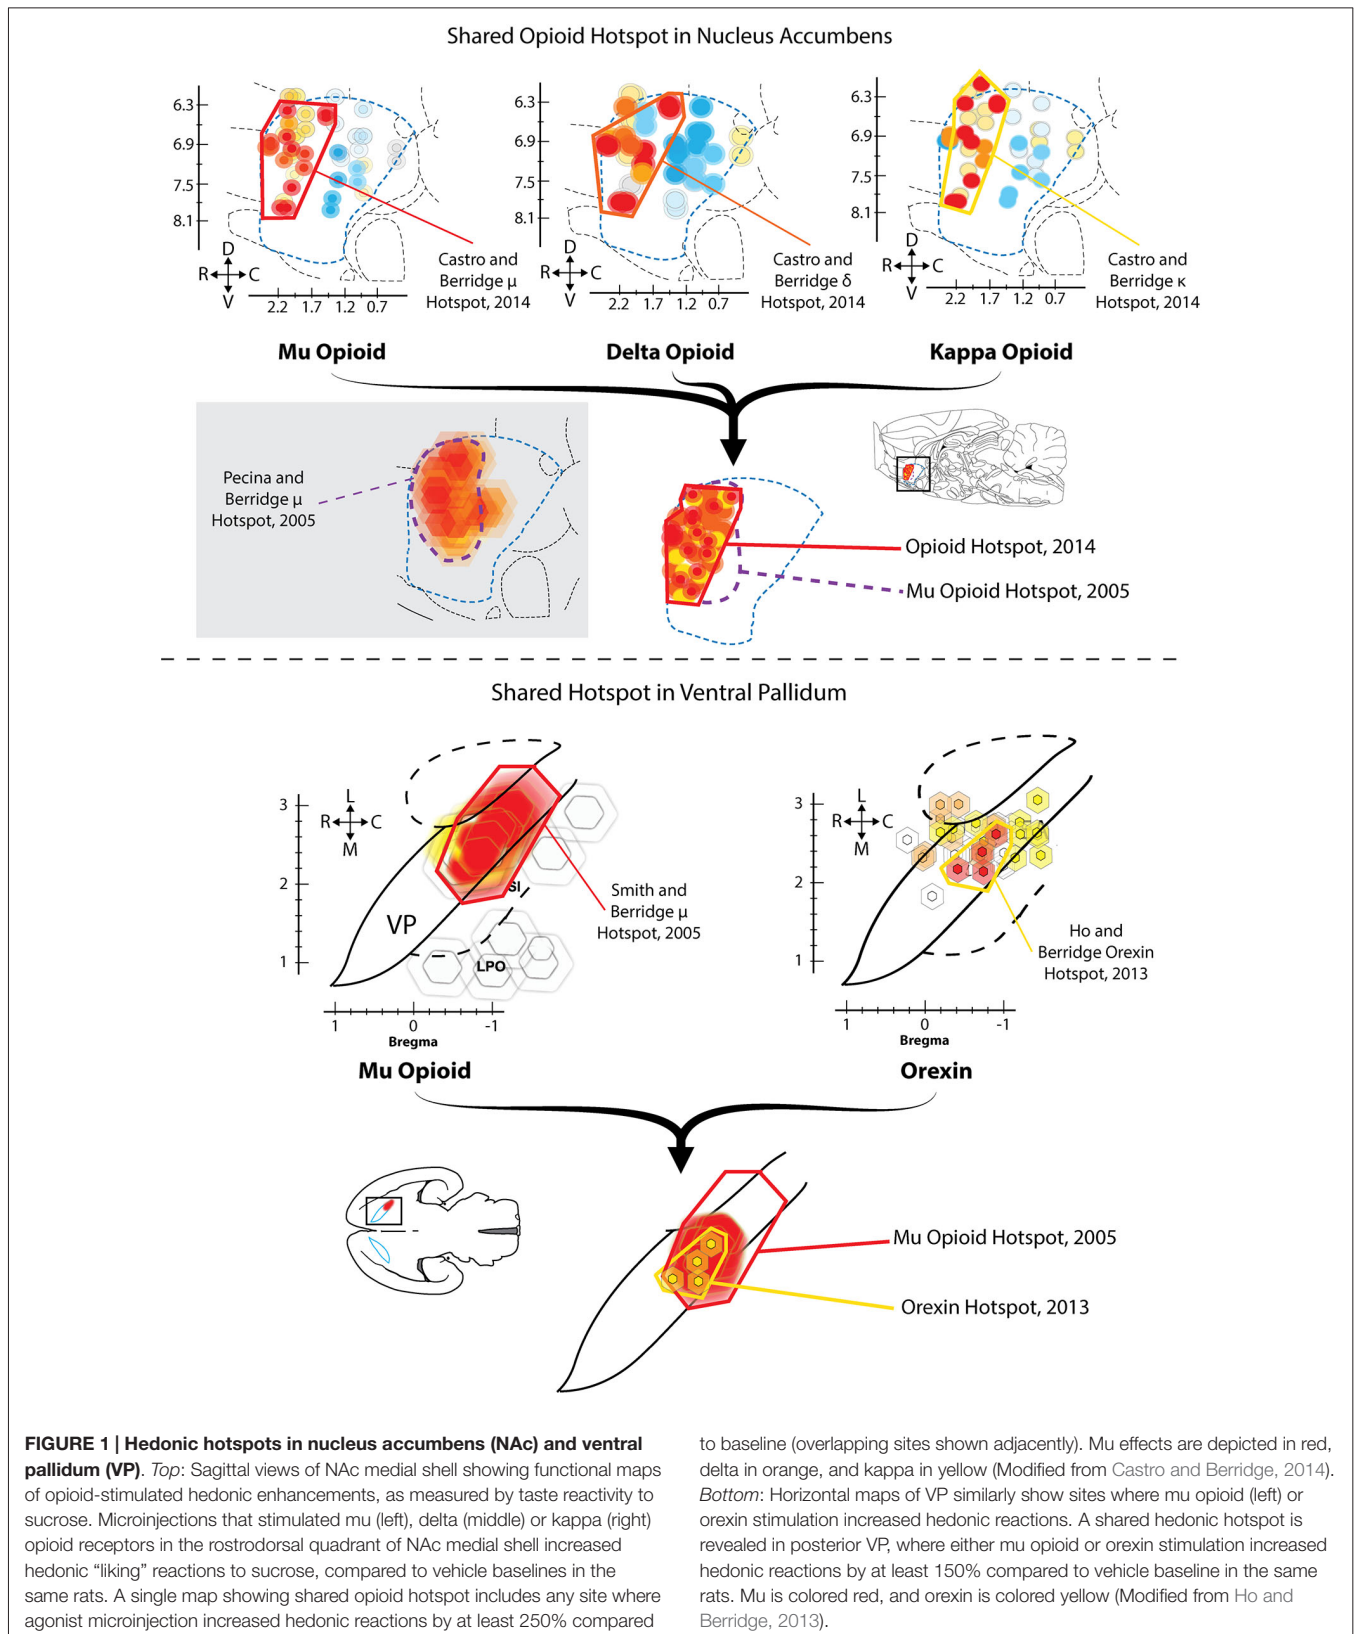 Shared Opioid Hotspot in Nucleus Accumbens
6.3
6.9
7.5
8.1
D
R
C
V
2.2 1.7 1.2 0.7
Castro and
Berridge μ
Hotspot, 2014
6.3
6.9
7.5
8.1
D
R
C
V
2.2 1.7 1.2 0.7
Castro and
Berridge δ
Hotspot, 2014
6.3
6.9
7.5
8.1
D
R
C
V
2.2 1.7 1.2 0.7
Castro and
Berridge κ
Hotspot, 2014
Mu Opioid
Delta Opioid
Kappa Opioid
Pecina and
Berridge μ
Hotspot, 2005
Opioid Hotspot, 2014
Mu Opioid Hotspot, 2005
Shared Hotspot in Ventral Pallidum
3
2
1
L
R
C
M
VP
SI
LPO
Smith and
Berridge μ
Hotspot, 2005
1 0 -1
Bregma
3
2
1
L
R
C
M
Ho and
Berridge Orexin
Hotspot, 2013
1 0 -1
Bregma
Mu Opioid
Orexin
Mu Opioid Hotspot, 2005
Orexin Hotspot, 2013
FIGURE 1 | Hedonic hotspots in nucleus accumbens (NAc) and ventral
pallidum (VP). Top: Sagittal views of NAc medial shell showing functional maps
of opioid-stimulated hedonic enhancements, as measured by taste reactivity to
sucrose. Microinjections that stimulated mu (left), delta (middle) or kappa (right)
opioid receptors in the rostrodorsal quadrant of NAc medial shell increased
hedonic “liking” reactions to sucrose, compared to vehicle baselines in the
same rats. A single map showing shared opioid hotspot includes any site where
agonist microinjection increased hedonic reactions by at least 250% compared
to baseline (overlapping sites shown adjacently). Mu effects are depicted in red,
delta in orange, and kappa in yellow (Modified from Castro and Berridge, 2014).
Bottom: Horizontal maps of VP similarly show sites where mu opioid (left) or
orexin stimulation increased hedonic reactions. A shared hedonic hotspot is
revealed in posterior VP, where either mu opioid or orexin stimulation increased
hedonic reactions by at least 150% compared to vehicle baseline in the same
rats. Mu is colored red, and orexin is colored yellow (Modified from Ho and
Berridge, 2013).